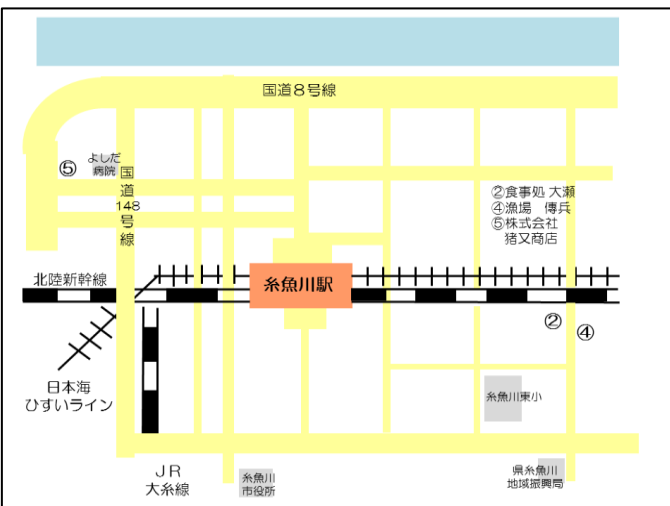 国道8号線
よしだ
病院
⑤
国道148号線
②食事処 大瀬
④漁場　傳兵
⑤株式会社
猪又商店
北陸新幹線
糸魚川駅
②
④
日本海
ひすいライン
糸魚川東小
JR
大糸線
糸魚川
市役所
県糸魚川
地域振興局